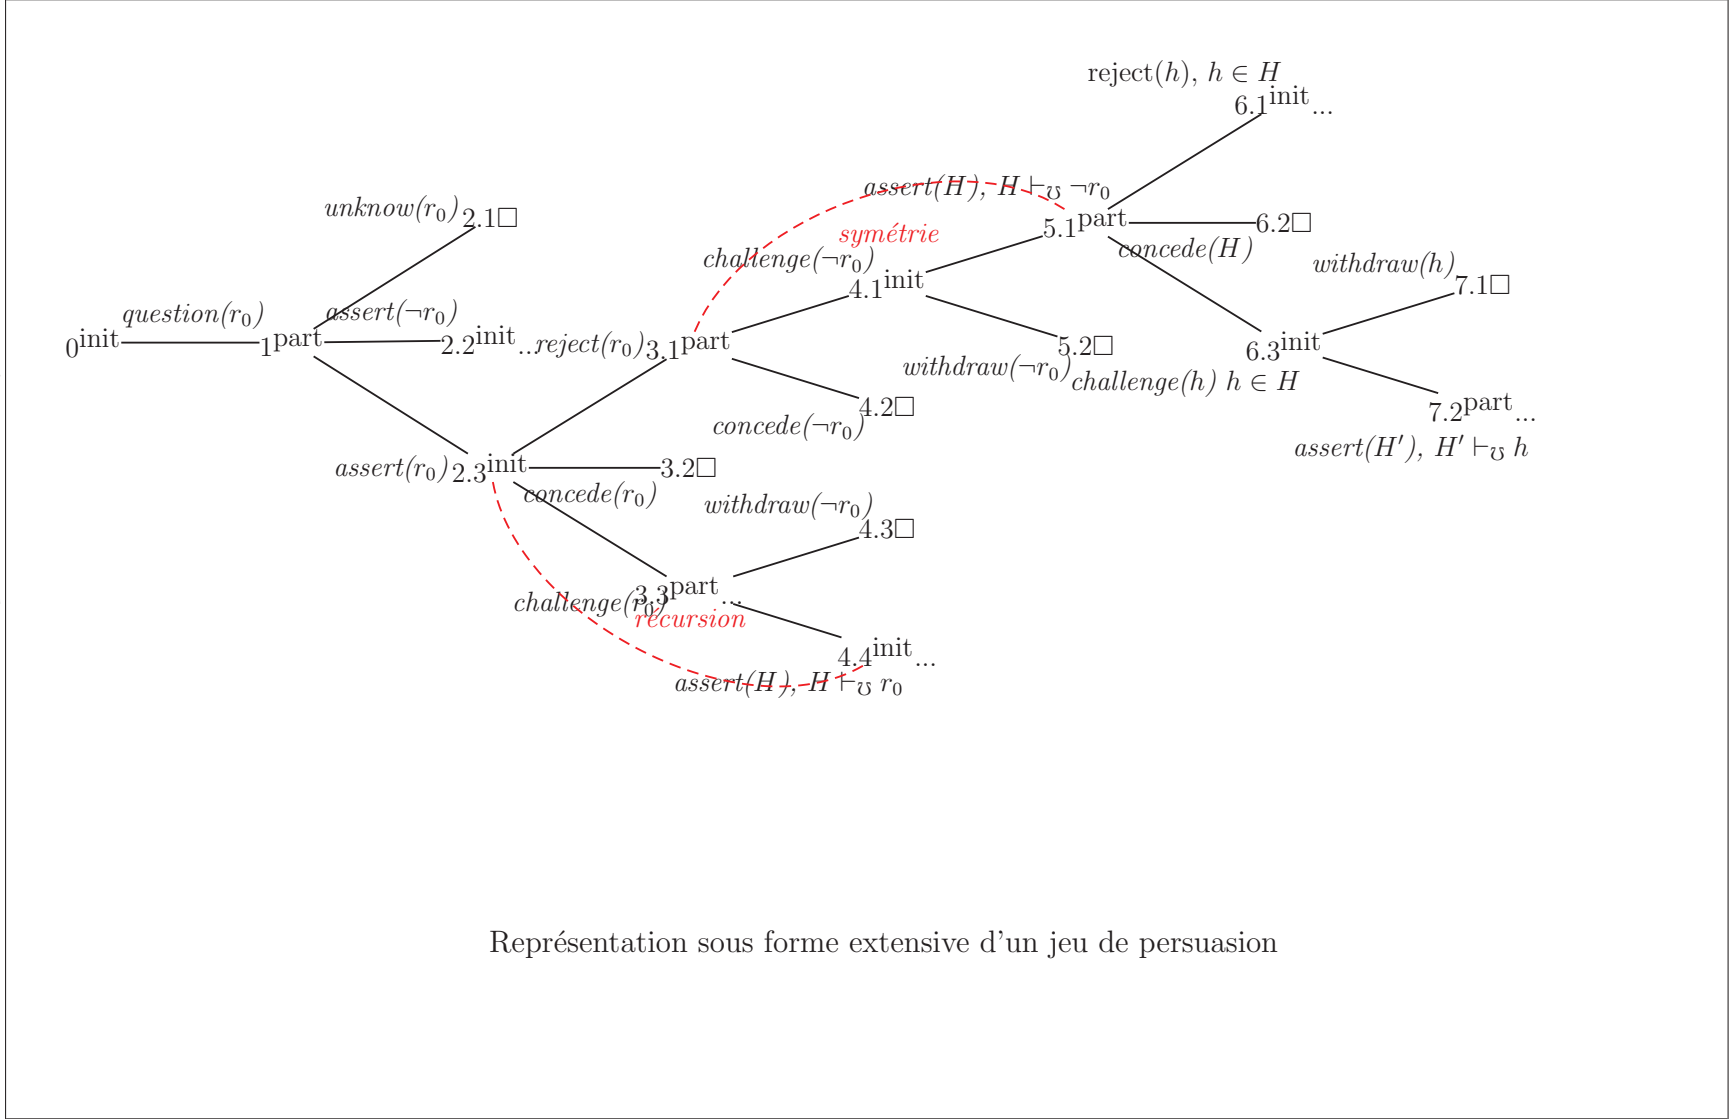 reject(h), h ∈ H
6.1init...
assert(H), H ⊢℧ ¬r0
unknow(r0) 2.1□
5.1part
6.2□
symétrie
concede(H)
challenge(¬r0)
withdraw(h)
4.1init
7.1□
question(r0)
assert(¬r0)
0init
1part
2.2init...
reject(r0) 3.1part
5.2□
6.3init
withdraw(¬r0)
challenge(h) h ∈ H
4.2□
7.2part...
concede(¬r0)
assert(H′), H′ ⊢℧ h
assert(r0) 2.3init
3.2□
concede(r0)
withdraw(¬r0)
4.3□
3.3part...
challenge(r0)
récursion
4.4init...
assert(H), H ⊢℧ r0
Représentation sous forme extensive d'un jeu de persuasion